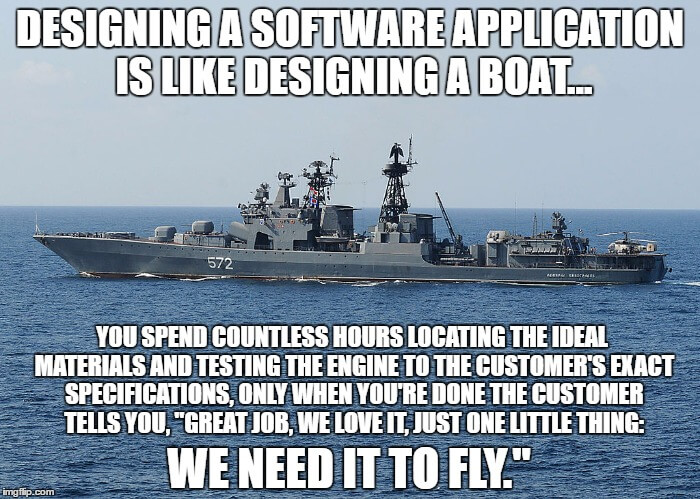 DESIGNING A SOFTWARE APPLICATION
IS LIKE DESIGNING A BOAT...
572
YOU SPEND COUNTLESS HOURS LOCATING THE IDEAL
MATERIALS AND TESTING THE ENGINE TO THE CUSTOMER'S EXACT
SPECIFICATIONS, ONLY WHEN YOU'RE DONE THE CUSTOMER
TELLS YOU, "GREAT JOB, WE LOVE IT, JUST ONE LITTLE THING:
WE NEED IT TO FLY."
imgflip.com